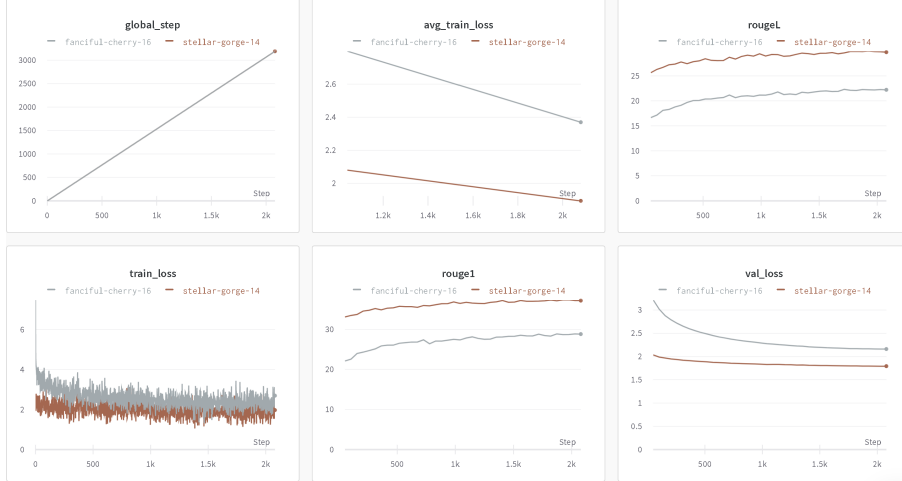 global_step
fanciful-cherry-16 stellar-gorge-14
3000
2500
2000
1500
1000
500
0
Step
0 500 1k 1.5k 2k
avg_train_loss
fanciful-cherry-16 stellar-gorge-14
2.6
2.4
2.2
2
Step
1.2k 1.4k 1.6k 1.8k 2k
rougeL
fanciful-cherry-16 stellar-gorge-14
25
20
15
10
5
0
Step
500 1k 1.5k 2k
train_loss
fanciful-cherry-16 stellar-gorge-14
6
4
2
0
Step
0 500 1k 1.5k 2k
rouge1
fanciful-cherry-16 stellar-gorge-14
30
20
10
0
Step
500 1k 1.5k 2k
val_loss
fanciful-cherry-16 stellar-gorge-14
3
2.5
2
1.5
1
0.5
0
Step
500 1k 1.5k 2k